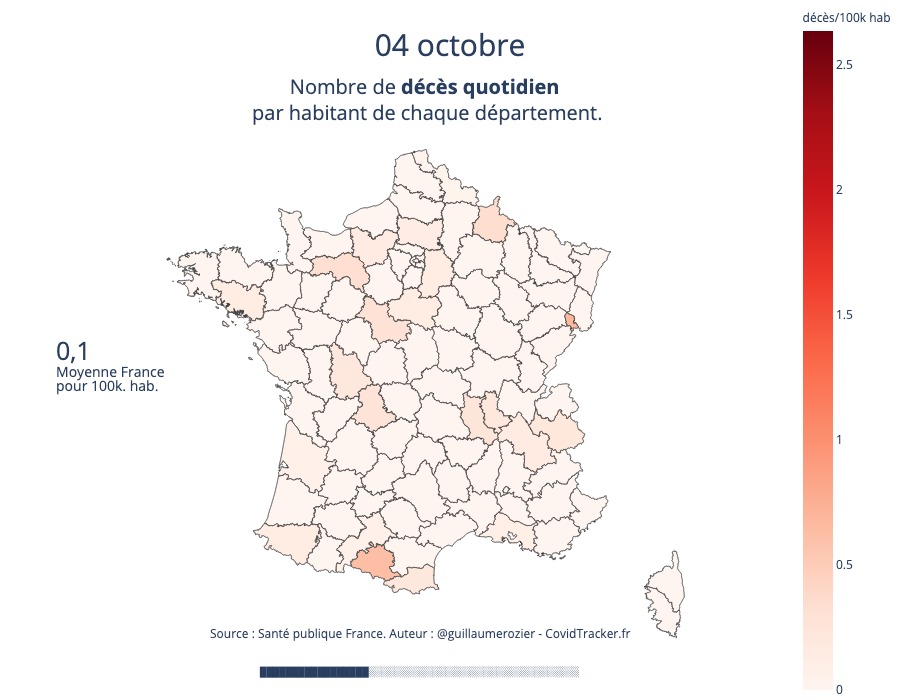 décès/100k hab
04 octobre
Nombre de décès quotidien
par habitant de chaque département.
2.5
2
1.5
1
0.5
0
0,1
Moyenne France
pour 100k. hab.
Source : Santé publique France. Auteur : @guillaumerozier - CovidTracker.fr